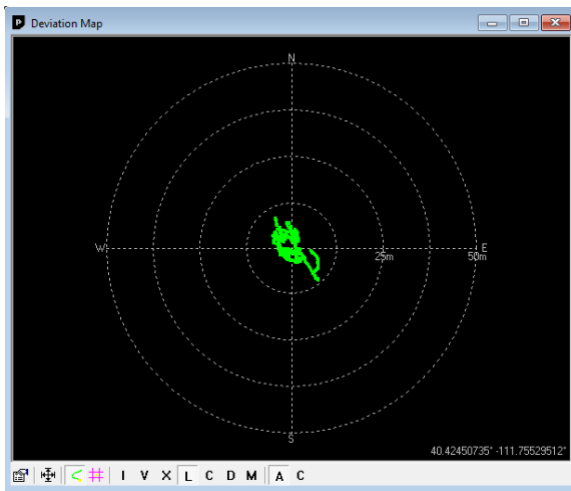 P Deviation Map
N
W E
25m 50m
S
40.42450735° -111.75529512°
I V X L C D M A C